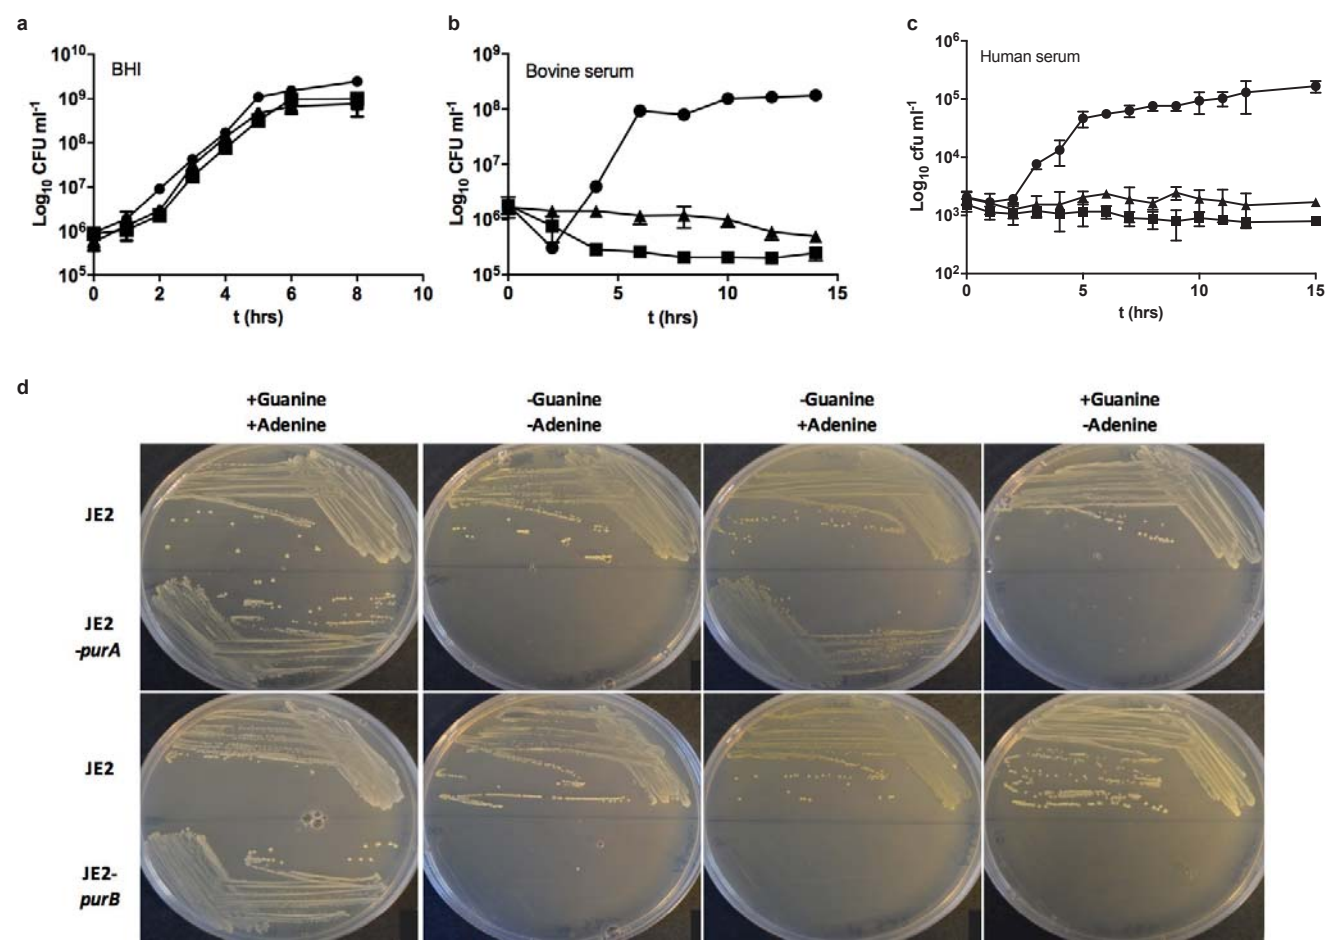 a
BHI
10^10
10^9
10^8
10^7
10^6
10^5
Log10 CFU ml-1
0 2 4 6 8 10
t (hrs)
b
Bovine serum
10^9
10^8
10^7
10^6
10^5
Log10 CFU ml-1
0 5 10 15
t (hrs)
c
Human serum
10^6
10^5
10^4
10^3
10^2
Log10 cfu ml-1
0 5 10 15
t (hrs)
d
+Guanine -Guanine -Guanine +Guanine
+Adenine -Adenine +Adenine -Adenine
JE2
JE2
-purA
JE2
JE2-
purB